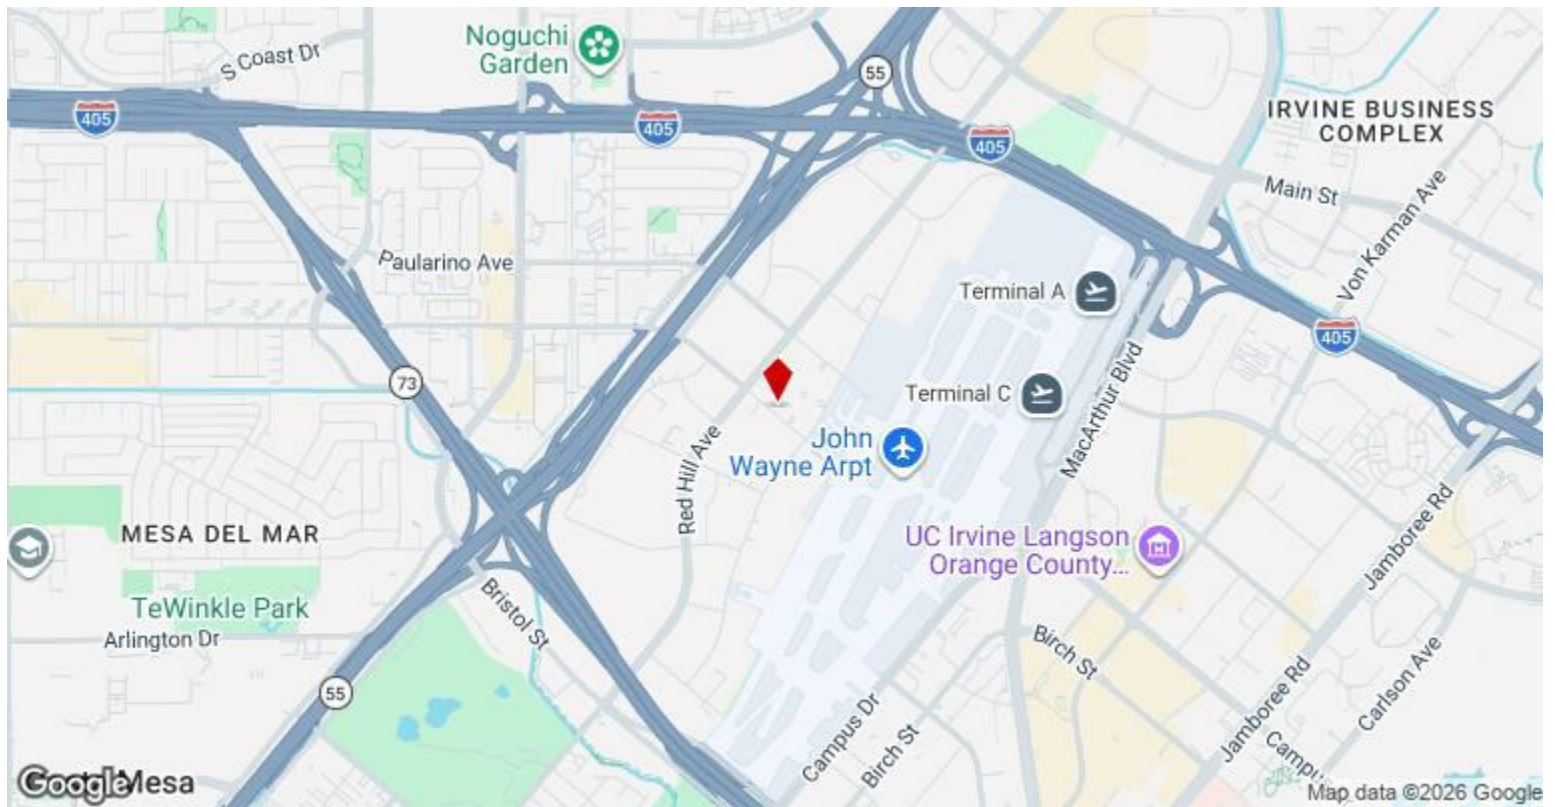 Noguchi
Garden
S Coast Dr
55
405
405
405
IRVINE BUSINESS
COMPLEX
Main St
Von Karman Ave
Paularino Ave
Terminal A
405
73
Terminal C
MacArthur Blvd
Red Hill Ave
John
Wayne Arpt
MESA DEL MAR
UC Irvine Langson
Orange County...
Jamboree Rd
TeWinkle Park
Arlington Dr
Bristol St
Birch St
55
Campus Dr
Birch St
Jamboree Rd
Carlson Ave
Campu
Google
Mesa
Map data ©2026 Google